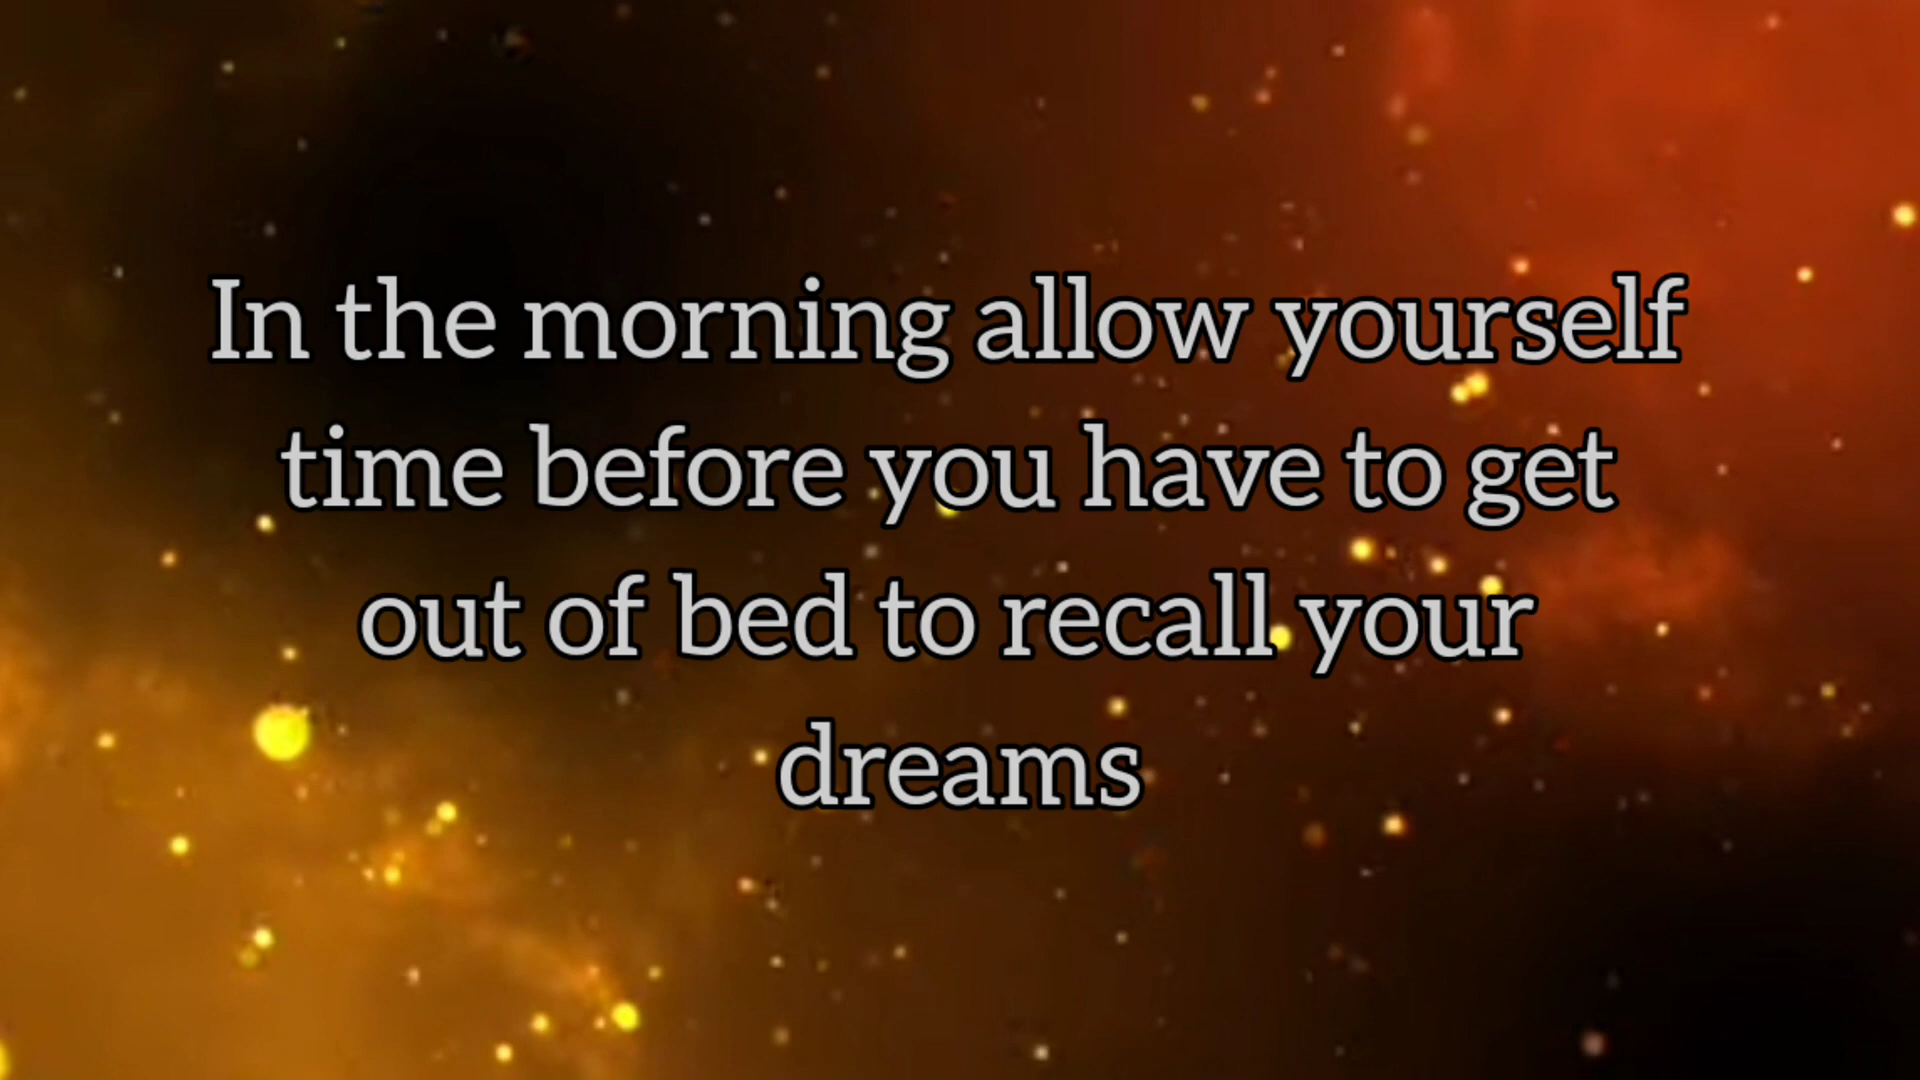 In the morning allow yourself
time before you have to get
out of bed to recall your
dreams